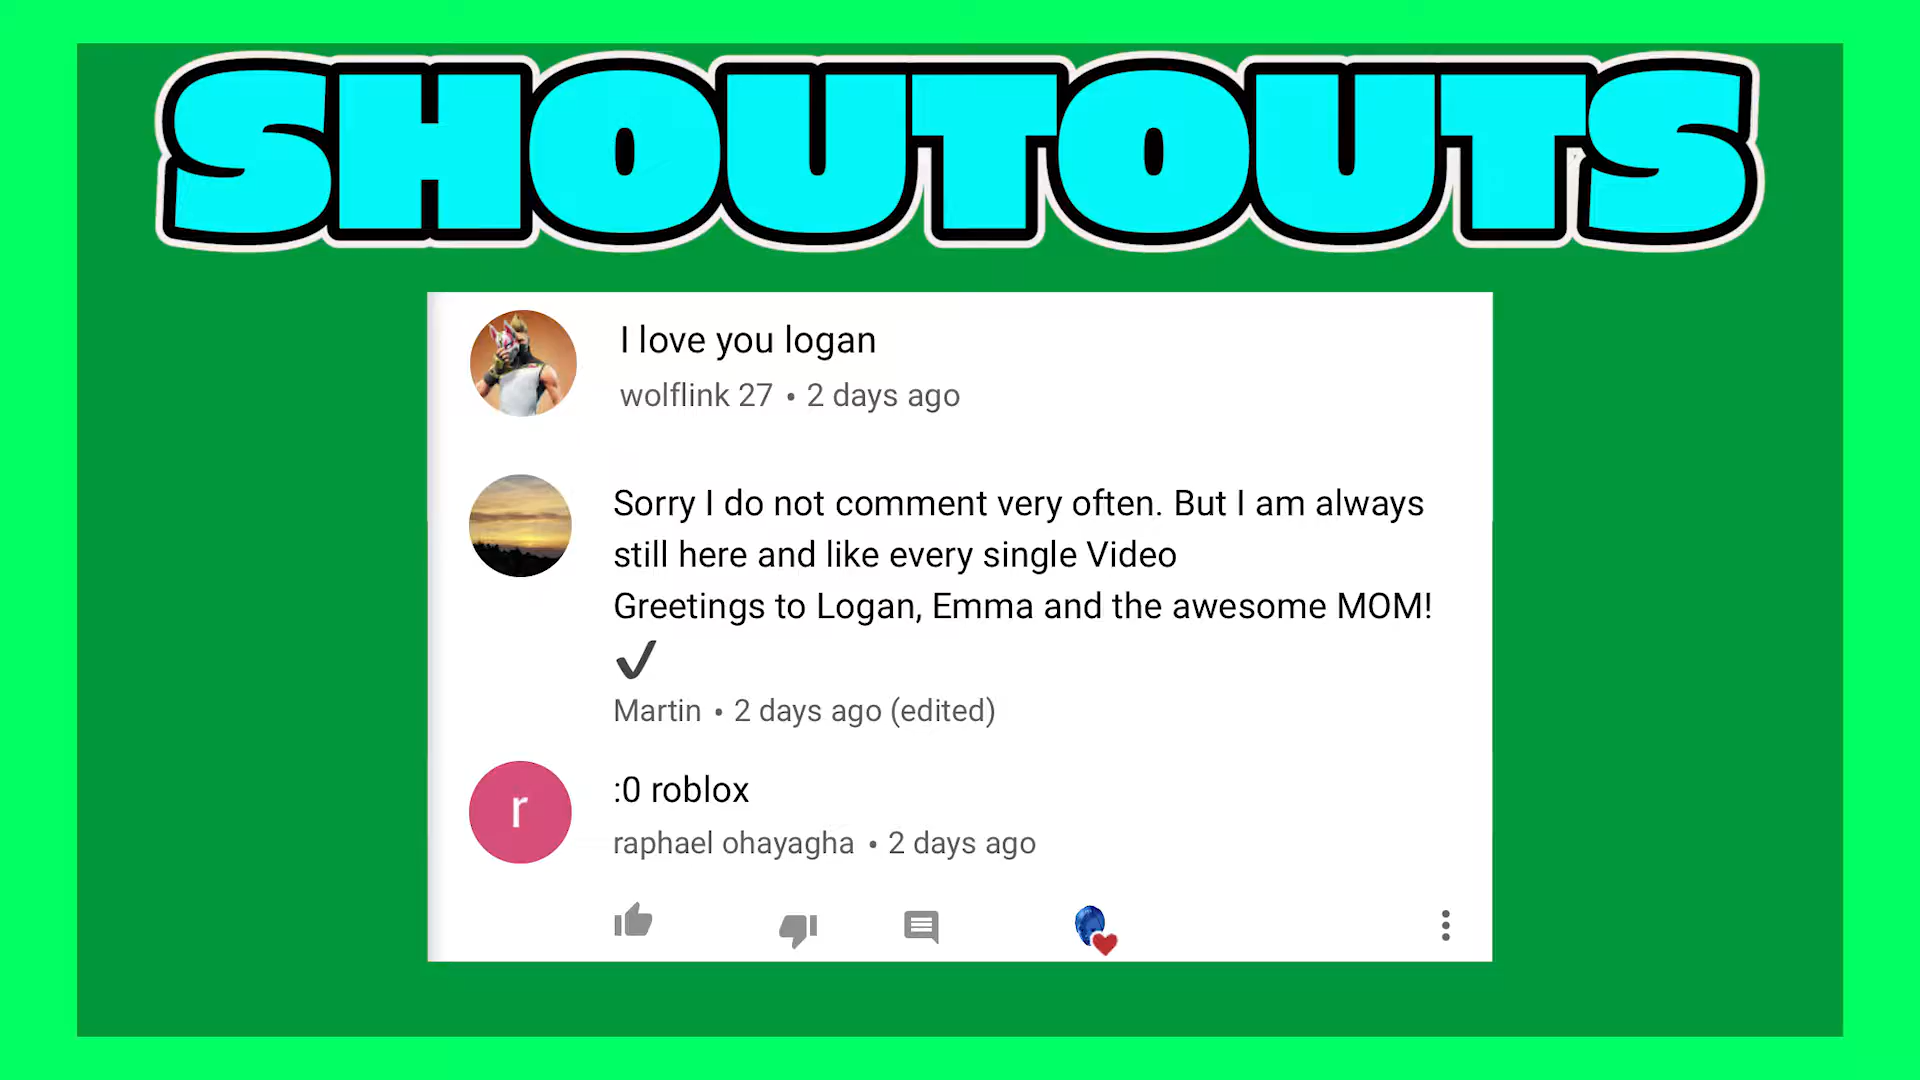 SHOUTOUTS
I love you logan
wolflink 27 • 2 days ago
Sorry I do not comment very often. But I am always
still here and like every single Video
Greetings to Logan, Emma and the awesome MOM!
✔
Martin • 2 days ago (edited)
r
:0 roblox
raphael ohayagha • 2 days ago